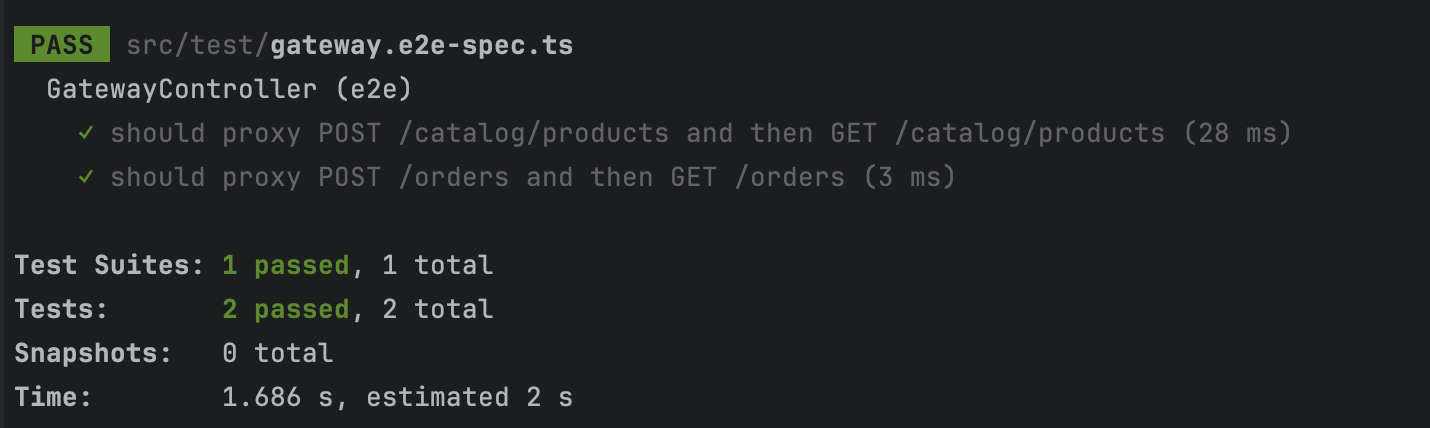 PASS src/test/gateway.e2e-spec.ts
GatewayController (e2e)
✓ should proxy POST /catalog/products and then GET /catalog/products (28 ms)
✓ should proxy POST /orders and then GET /orders (3 ms)
Test Suites: 1 passed, 1 total
Tests: 2 passed, 2 total
Snapshots: 0 total
Time: 1.686 s, estimated 2 s